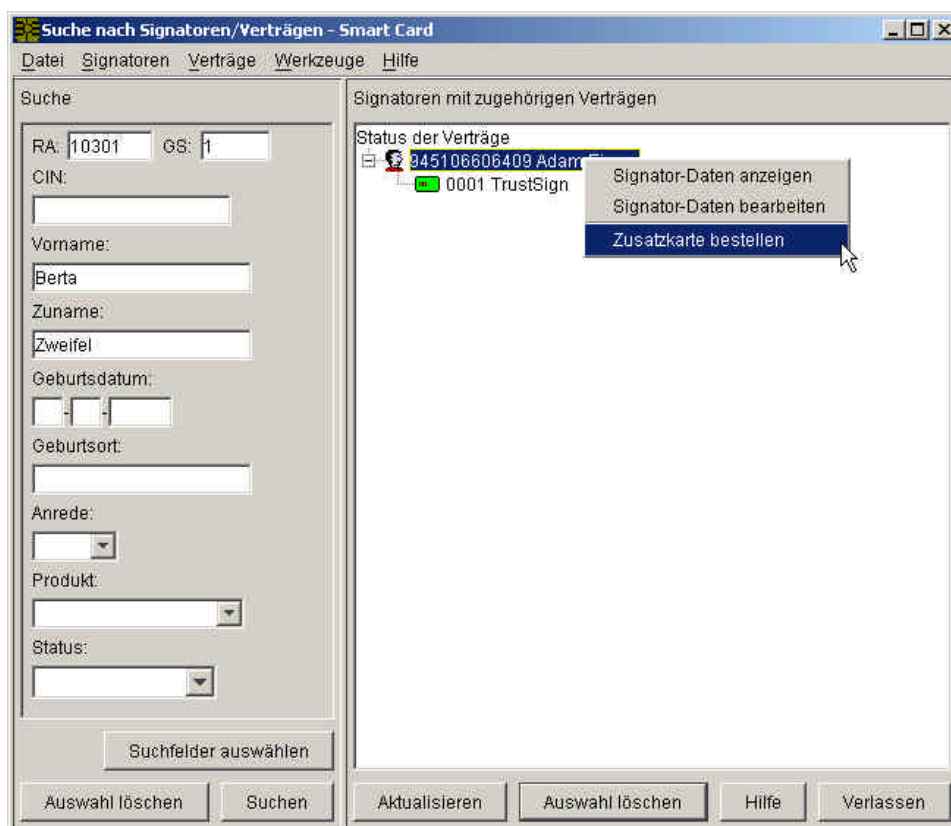 Suche nach Signatoren/Verträgen - Smart Card
Datei Signatoren Verträge Werkzeuge Hilfe
Suche
RA: 10301 GS: 1
CIN:
Vorname:
Berta
Zuname:
Zweifel
Geburtsdatum:
- -
Geburtsort:
Anrede:
Produkt:
Status:
Suchfelder auswählen
Auswahl löschen Suchen
Signatoren mit zugehörigen Verträgen
Status der Verträge
945106606409 Adam
0001 TrustSign
Signator-Daten anzeigen
Signator-Daten bearbeiten
Zusatzkarte bestellen
Aktualisieren Auswahl löschen Hilfe Verlassen